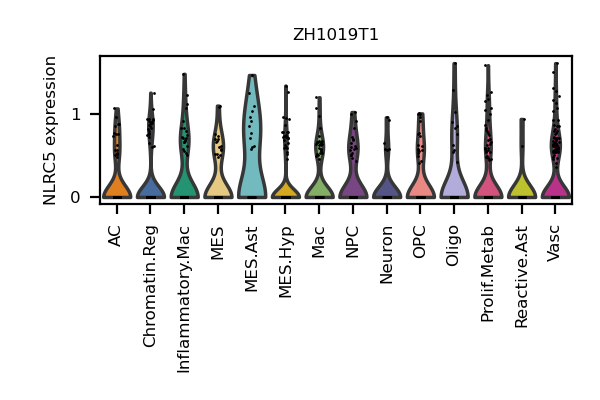 ZH1019T1
NLRC5 expression
1
0
AC
Chromatin.Reg
Inflammatory.Mac
MES
MES.Ast
MES.Hyp
Mac
NPC
Neuron
OPC
Oligo
Prolif.Metab
Reactive.Ast
Vasc